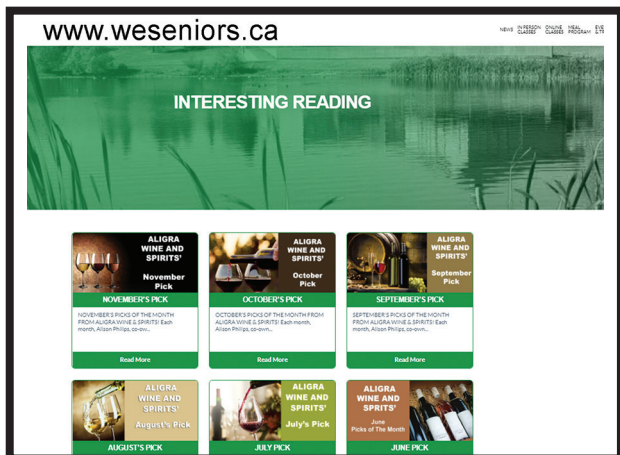 www.weseniors.ca
NEWS
IN PERSON
CLASSES
ONLINE
CLASSES
MEAL
PROGRAM
EVE
& TR
INTERESTING READING
ALIGRA
WINE AND
SPIRITS'
November
Pick
NOVEMBER'S PICK
NOVEMBER'S PICKS OF THE MONTH
FROM ALIGRA WINE & SPIRITS! Each
month, Alison Philips, co-ow...
Read More
ALIGRA
WINE AND
SPIRITS'
October
Pick
OCTOBER'S PICK
OCTOBER'S PICKS OF THE MONTH FROM
ALIGRA WINE & SPIRITS! Each month,
Alison Philips, co-own...
Read More
ALIGRA
WINE AND
SPIRITS'
September
Pick
SEPTEMBER'S PICK
SEPTEMBER'S PICKS OF THE MONTH
FROM ALIGRA WINE & SPIRITS! Each
month, Alison Philips, co-own...
Read More
ALIGRA
WINE AND
SPIRITS'
August's Pick
AUGUST'S PICK
ALIGRA
WINE AND
SPIRITS'
July's Pick
JULY PICK
ALIGRA
WINE AND
SPIRITS'
June
Picks of The Month
JUNE PICK